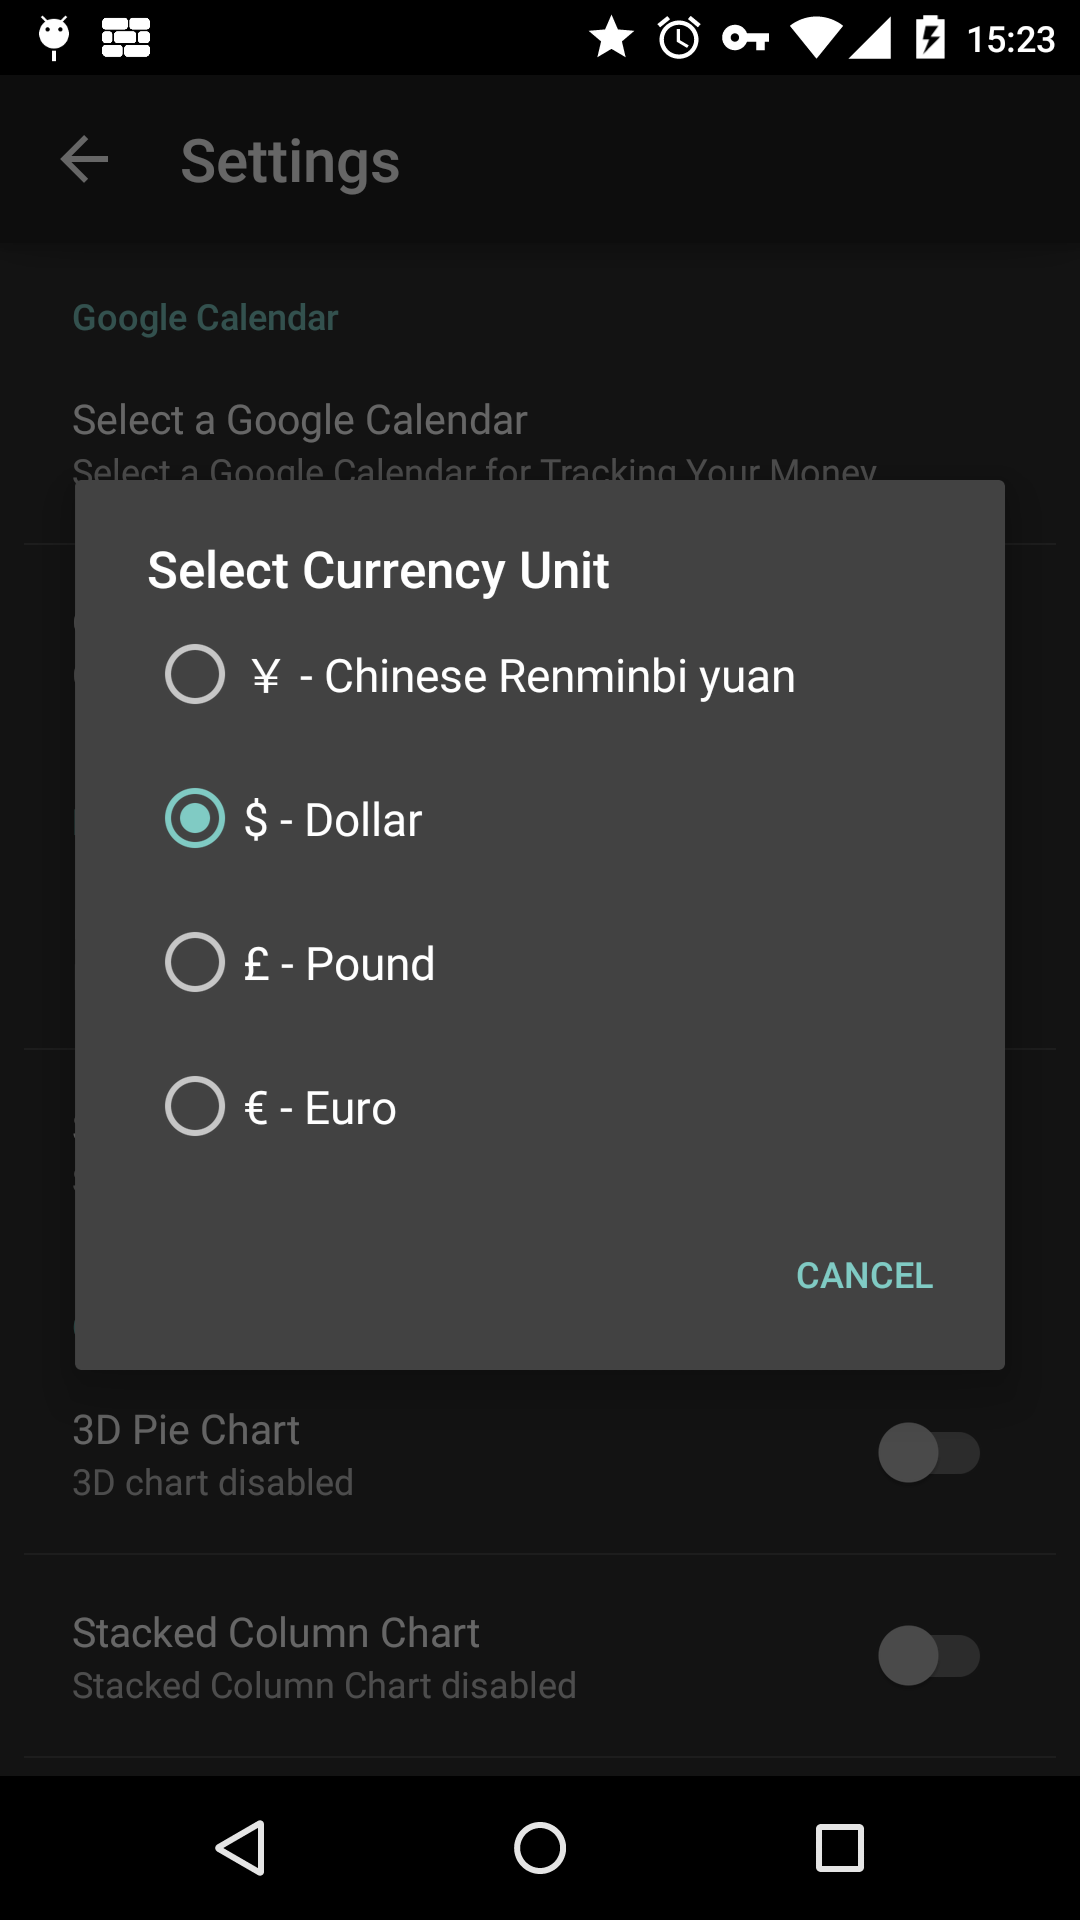 15:23
Settings
Google Calendar
Select a Google Calendar
Select a Google Calendar for Tracking Your Money
Select Currency Unit
¥ - Chinese Renminbi yuan
$ - Dollar
£ - Pound
€ - Euro
CANCEL
3D Pie Chart
3D chart disabled
Stacked Column Chart
Stacked Column Chart disabled